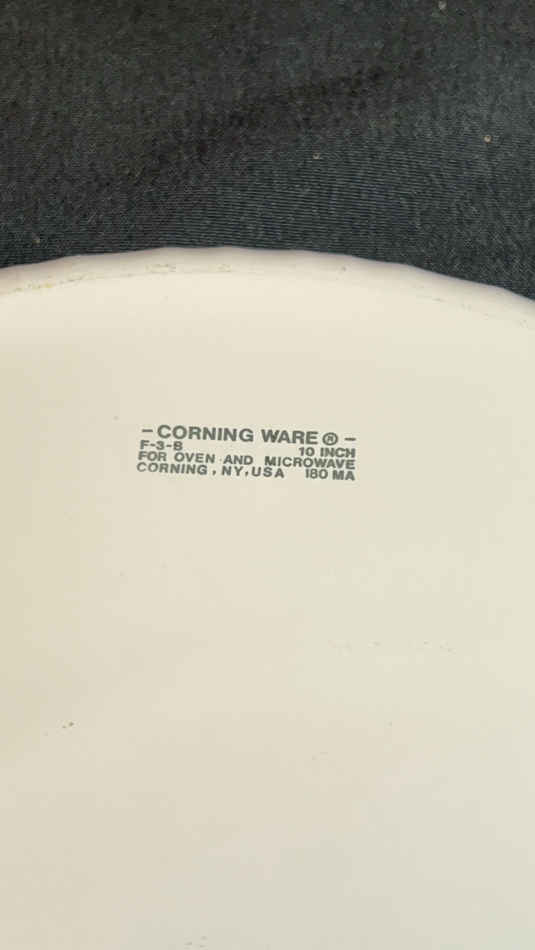 - CORNING WARE ® -
F-3-B 10 INCH
FOR OVEN AND MICROWAVE
CORNING, NY, USA 180 MA